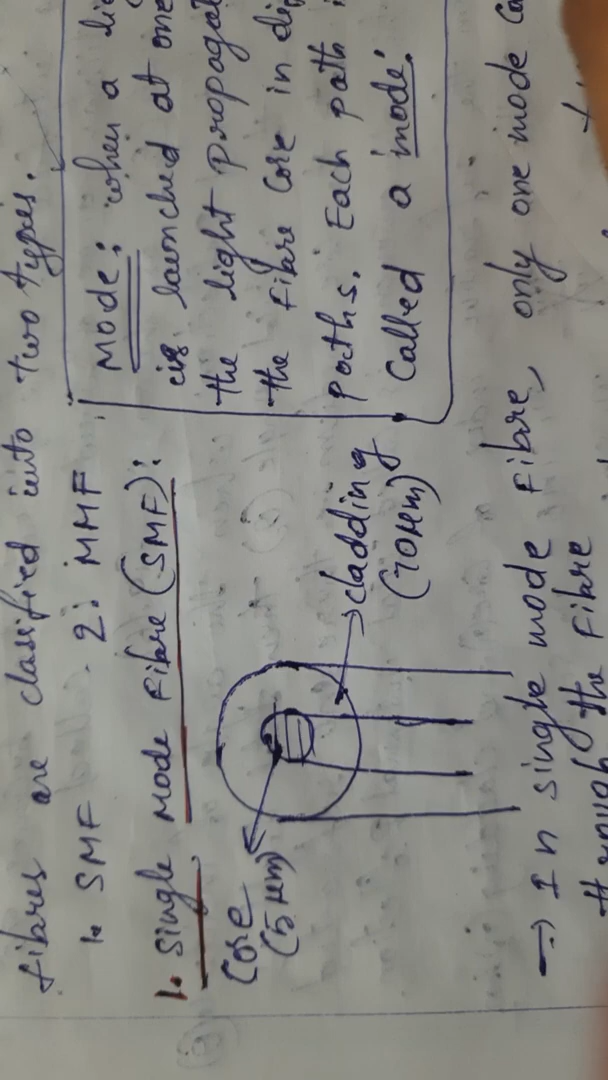 fibres are clasified into two types.
1. SMF 2. MMF
Mode: when a
is launched at one
the light propagat
the fibre core in
Paths. Each path
Called a mode.
1. Single Mode Fibre (SMF):
Core
(5 μm)
cladding
(70 μm)
→ In single mode fibre, only one mode
through the fibre